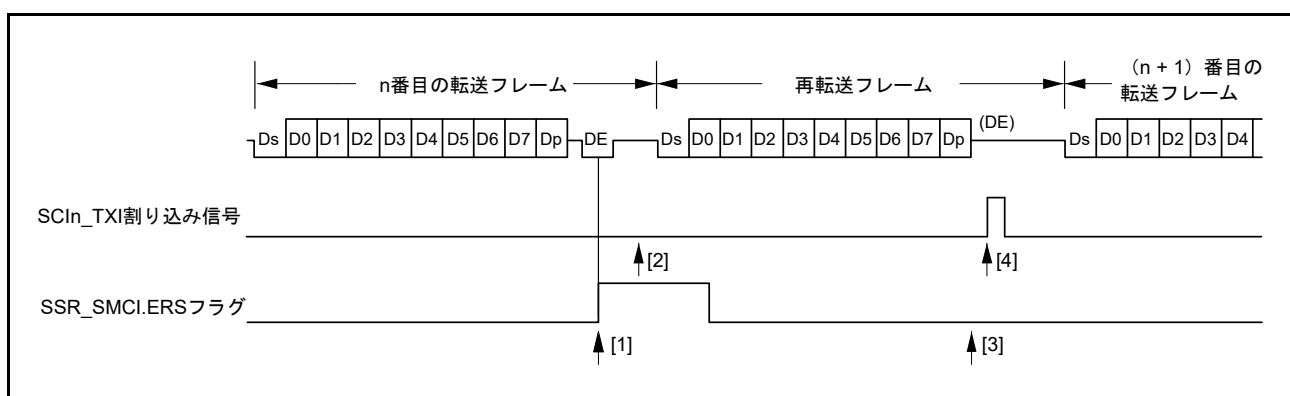 n番目の転送フレーム
再転送フレーム
（n + 1）番目の
転送フレーム
Ds D0 D1 D2 D3 D4 D5 D6 D7 Dp DE Ds D0 D1 D2 D3 D4 D5 D6 D7 Dp (DE) Ds D0 D1 D2 D3 D4
SCIn_TXI割り込み信号
[2]
[4]
SSR_SMCI.ERSフラグ
[1]
[3]